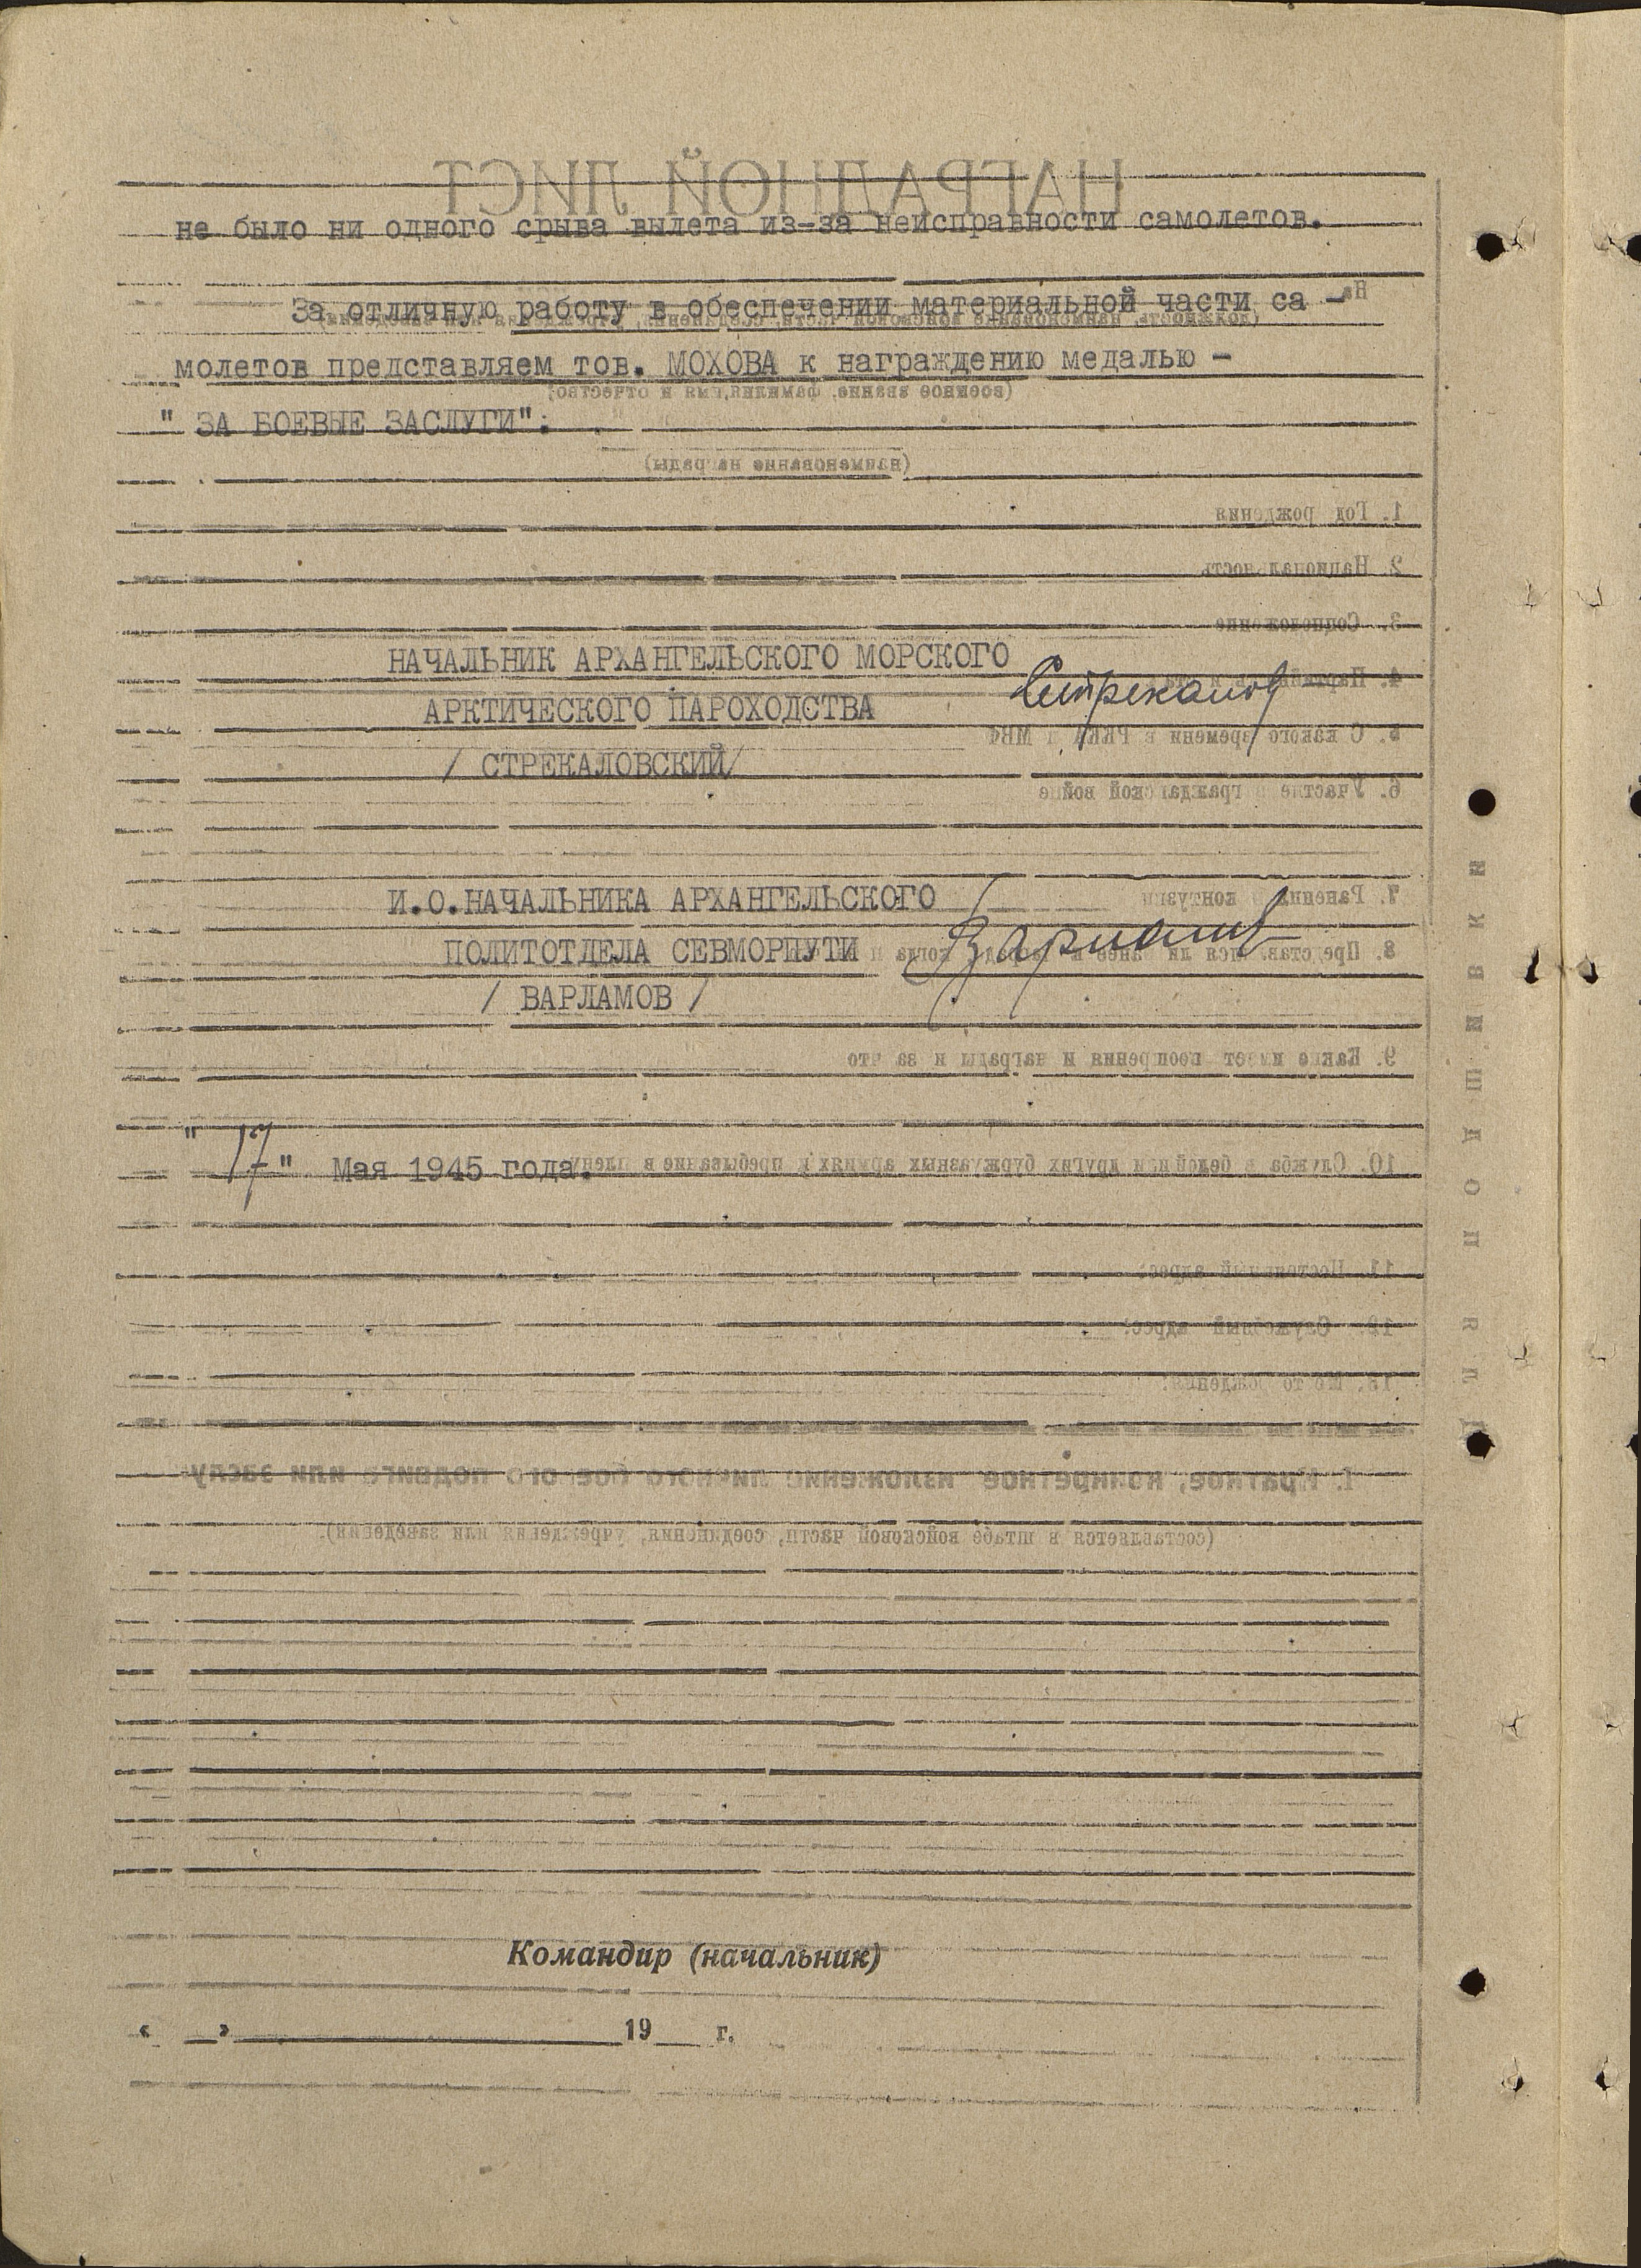 не было ни одного срыва вылета из-за неисправности самолетов.
За отличную работу в обеспечении материальной части са -
молетов представляем тов. МОХОВА к награждению медалью -
" ЗА БОЕВЫЕ ЗАСЛУГИ".
НАЧАЛЬНИК АРХАНГЕЛЬСКОГО МОРСКОГО
АРКТИЧЕСКОГО ПАРОХОДСТВА
/ СТРЕКАЛОВСКИЙ/
И.О.НАЧАЛЬНИКА АРХАНГЕЛЬСКОГО
ПОЛИТОТДЕЛА СЕВМОРПУТИ
/ ВАРЛАМОВ /
" 17 " Мая 1945 года.
Командир (начальник)
« » 19 г.